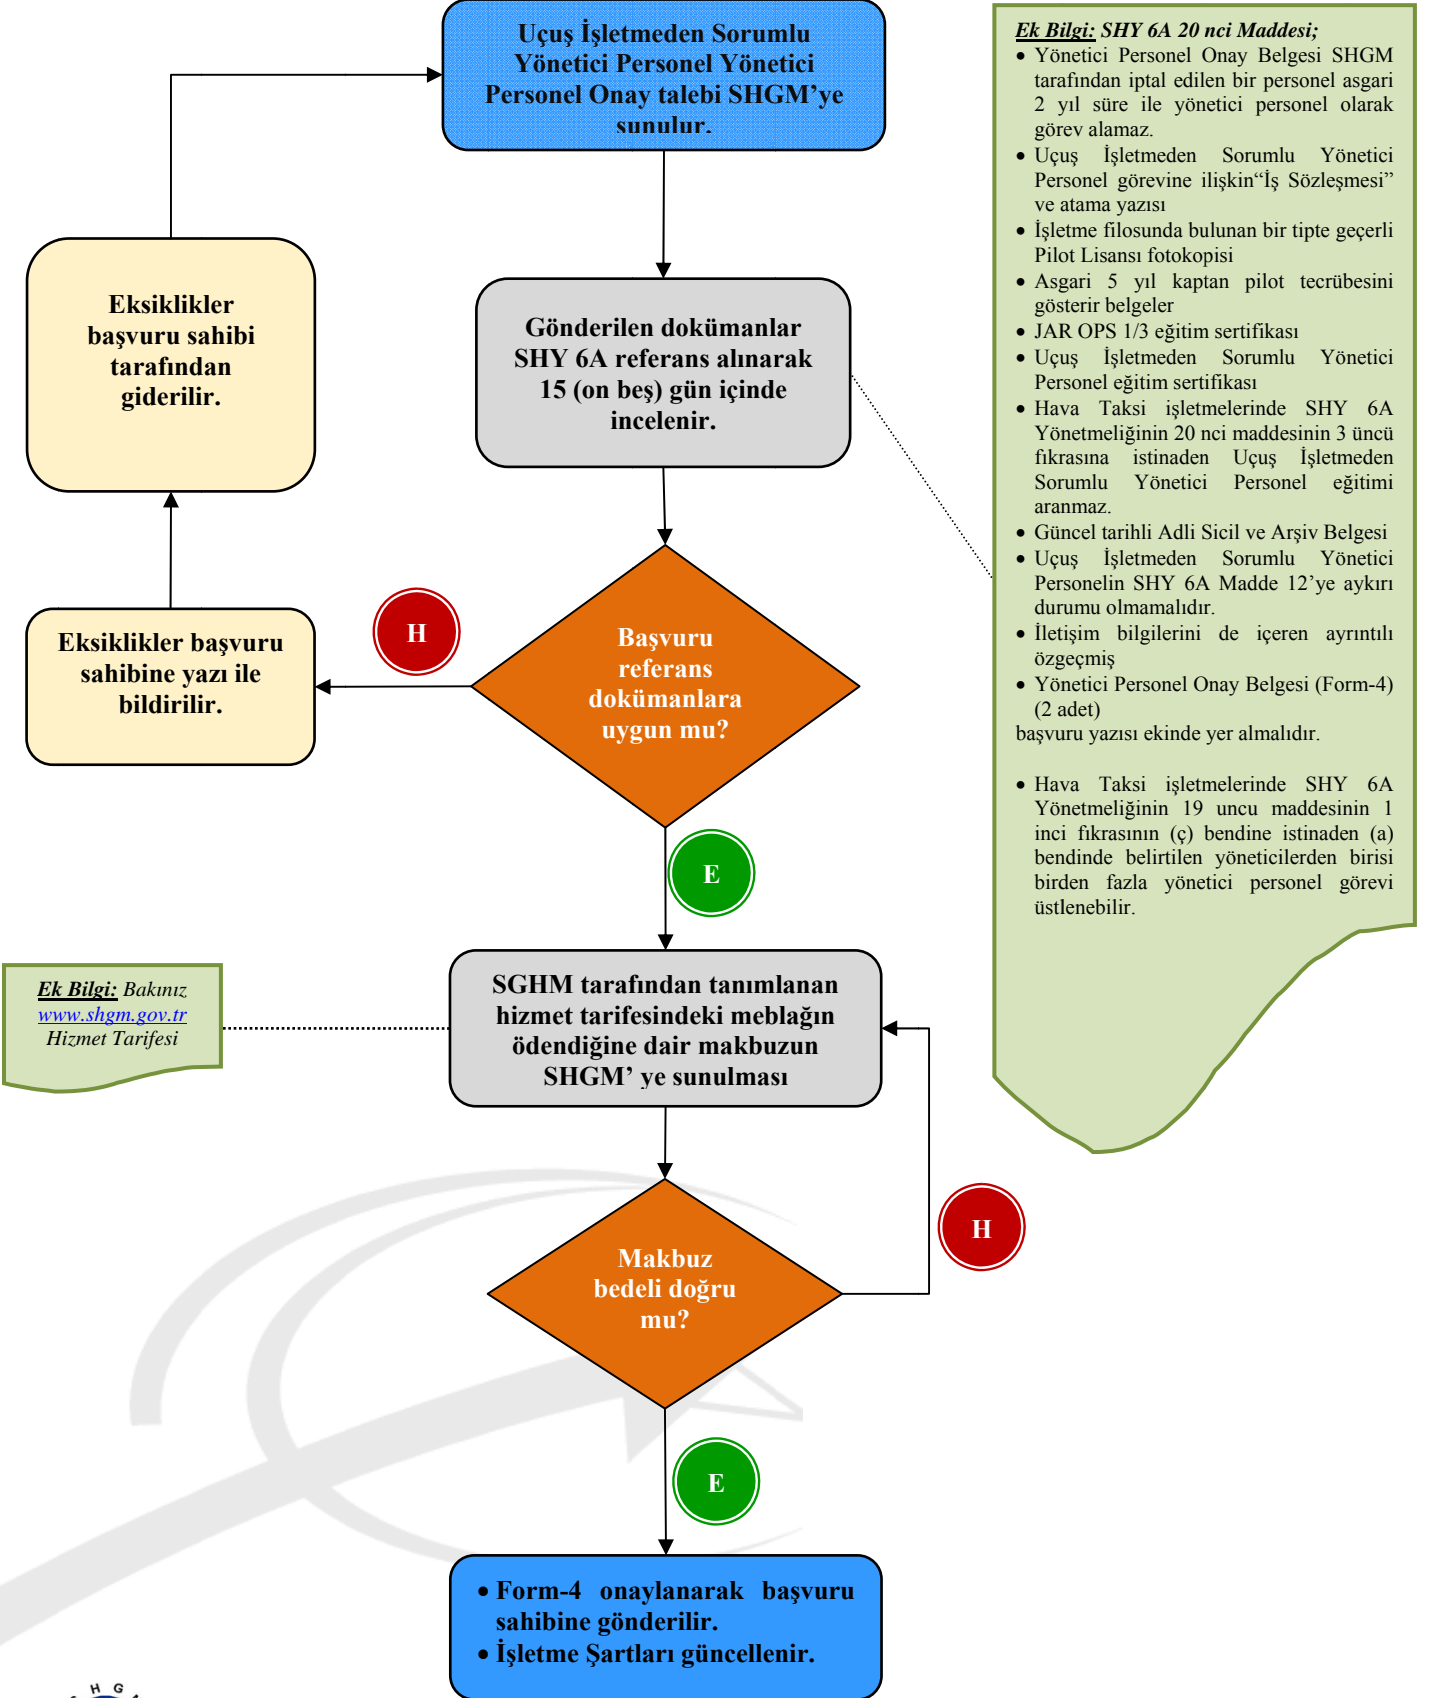 Uçuş İşletmeden Sorumlu
Yönetici Personel Yönetici
Personel Onay talebi SHGM’ye
sunulur.
Ek Bilgi: SHY 6A 20 nci Maddesi;
• Yönetici Personel Onay Belgesi SHGM
tarafından iptal edilen bir personel asgari
2 yıl süre ile yönetici personel olarak
görev alamaz.
• Uçuş İşletmeden Sorumlu Yönetici
Personel görevine ilişkin“İş Sözleşmesi”
ve atama yazısı
• İşletme filosunda bulunan bir tipte geçerli
Pilot Lisansı fotokopisi
• Asgari 5 yıl kaptan pilot tecrübesini
gösterir belgeler
• JAR OPS 1/3 eğitim sertifikası
• Uçuş İşletmeden Sorumlu Yönetici
Personel eğitim sertifikası
• Hava Taksi işletmelerinde SHY 6A
Yönetmeliğinin 20 nci maddesinin 3 üncü
fıkrasına istinaden Uçuş İşletmeden
Sorumlu Yönetici Personel eğitimi
aranmaz.
• Güncel tarihli Adli Sicil ve Arşiv Belgesi
• Uçuş İşletmeden Sorumlu Yönetici
Personelin SHY 6A Madde 12’ye aykırı
durumu olmamalıdır.
• İletişim bilgilerini de içeren ayrıntılı
özgeçmiş
• Yönetici Personel Onay Belgesi (Form-4)
(2 adet)
başvuru yazısı ekinde yer almalıdır.
• Hava Taksi işletmelerinde SHY 6A
Yönetmeliğinin 19 uncu maddesinin 1
inci fıkrasının (ç) bendine istinaden (a)
bendinde belirtilen yöneticilerden birisi
birden fazla yönetici personel görevi
üstlenebilir.
Eksiklikler
başvuru sahibi
tarafından
giderilir.
Gönderilen dokümanlar
SHY 6A referans alınarak
15 (on beş) gün içinde
incelenir.
Eksiklikler başvuru
sahibine yazı ile
bildirilir.
H
Başvuru
referans
dokümanlara
uygun mu?
E
Ek Bilgi: Bakınız
www.shgm.gov.tr
Hizmet Tarifesi
SGHM tarafından tanımlanan
hizmet tarifesindeki meblağın
ödendiğine dair makbuzun
SHGM’ ye sunulması
H
Makbuz
bedeli doğru
mu?
E
• Form-4 onaylanarak başvuru
sahibine gönderilir.
• İşletme Şartları güncellenir.
H G